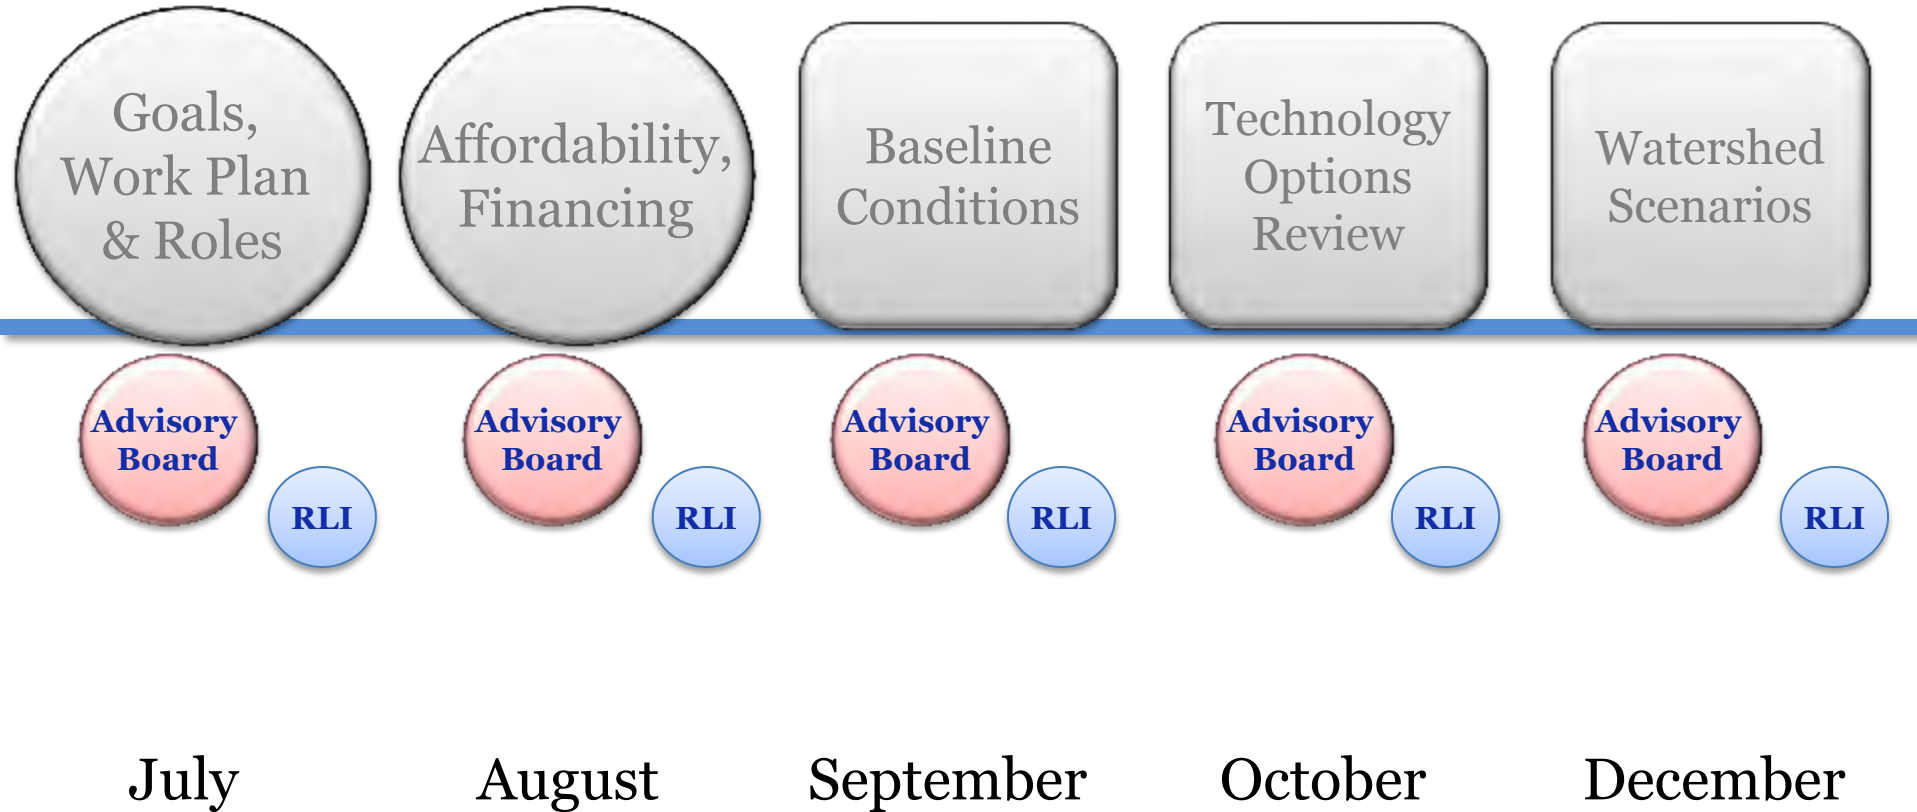 Goals,
Work Plan
& Roles
Affordability,
Financing
Baseline
Conditions
Technology
Options
Review
Watershed
Scenarios
Advisory
Board
RLI
Advisory
Board
RLI
Advisory
Board
RLI
Advisory
Board
RLI
Advisory
Board
RLI
July
August
September
October
December